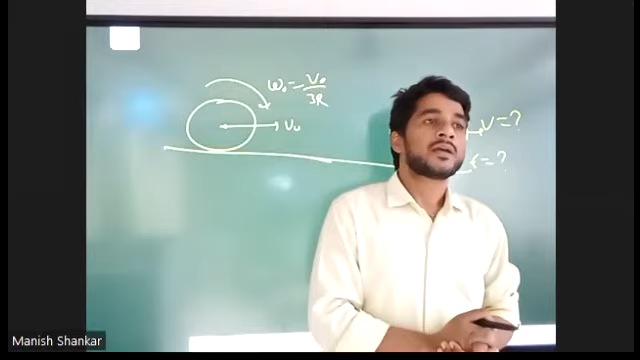 ω₀ = V₀/3R
V₀
V = ?
t = ?
Manish Shankar